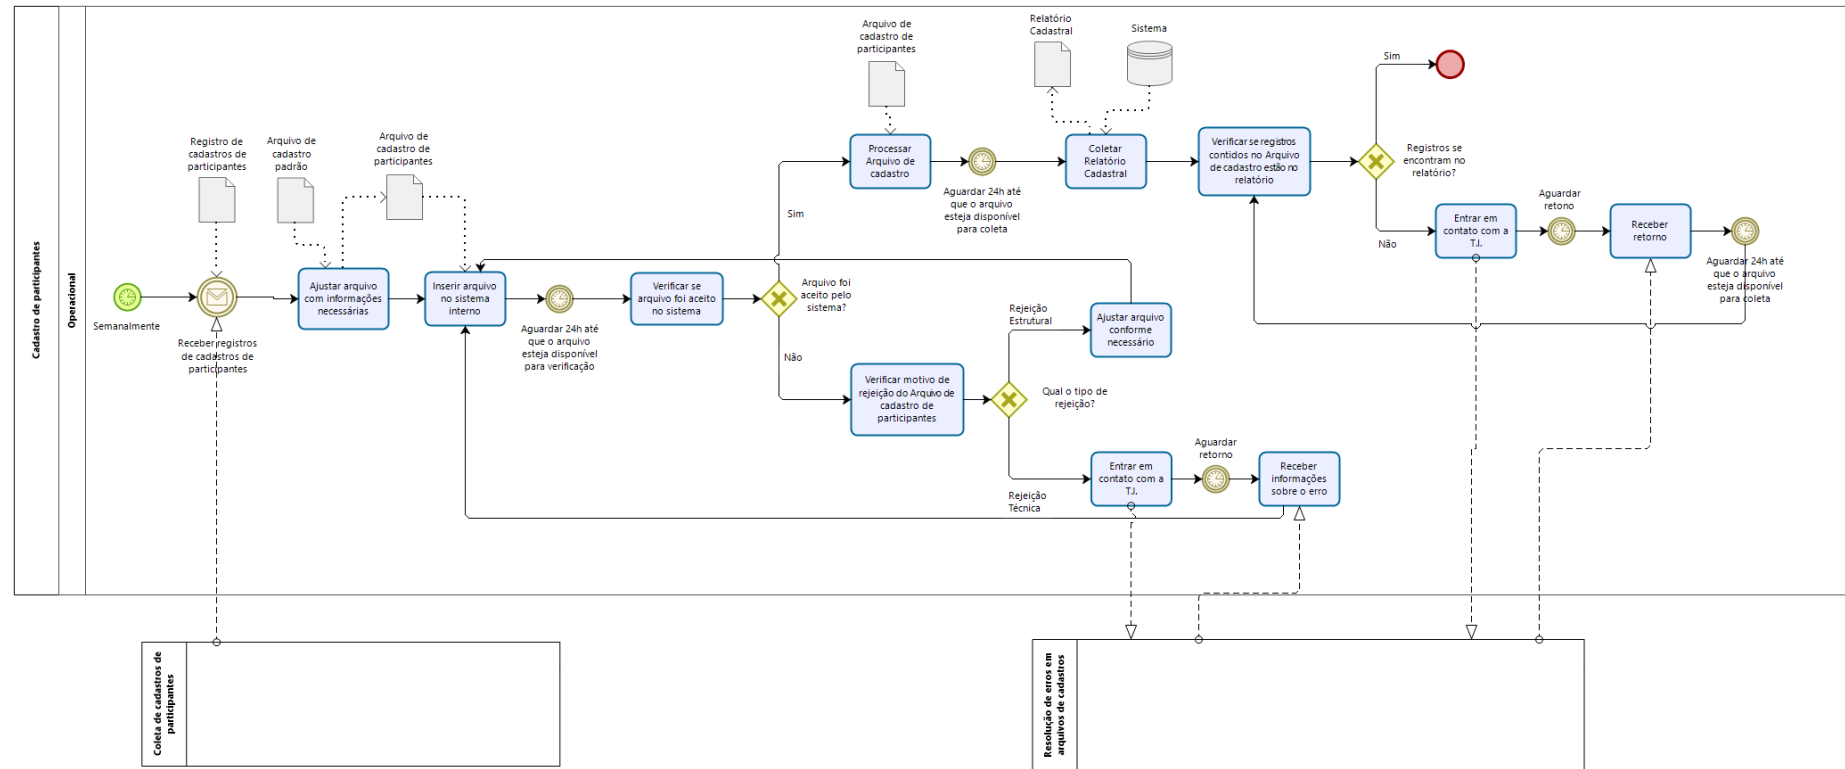 Cadastro de participantes
Operacional
Semanalmente
Registro de
cadastros de
participantes
Receber registros
de cadastros de
participantes
Arquivo de
cadastro
padrão
Ajustar arquivo
com informações
necessárias
Arquivo de
cadastro de
participantes
Inserir arquivo
no sistema
interno
Aguardar 24h até
que o arquivo
esteja disponível
para verificação
Verificar se
arquivo foi aceito
no sistema
Arquivo foi
aceito pelo
sistema?
Sim
Não
Arquivo de
cadastro de
participantes
Processar
Arquivo de
cadastro
Aguardar 24h até
que o arquivo
esteja disponível
para coleta
Relatório
Cadastral
Sistema
Coletar
Relatório
Cadastral
Verificar se registros
contidos no Arquivo
de cadastro estão no
relatório
Registros se
encontram no
relatório?
Sim
Não
Entrar em
contato com a
T.I.
Aguardar
retono
Receber
retorno
Aguardar 24h até
que o arquivo
esteja disponível
para coleta
Verificar motivo de
rejeição do Arquivo de
cadastro de
participantes
Qual o tipo de
rejeição?
Rejeição
Estrutural
Ajustar arquivo
conforme
necessário
Rejeição
Técnica
Entrar em
contato com a
T.I.
Aguardar
retorno
Receber
informações
sobre o erro
Coleta de cadastros de
participantes
Resolução de erros em
arquivos de cadastros